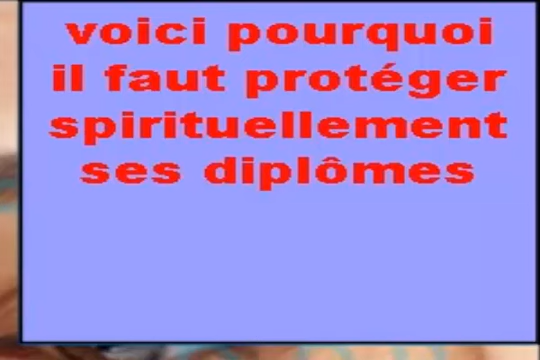 voici pourquoi
il faut protéger
spirituellement
ses diplômes